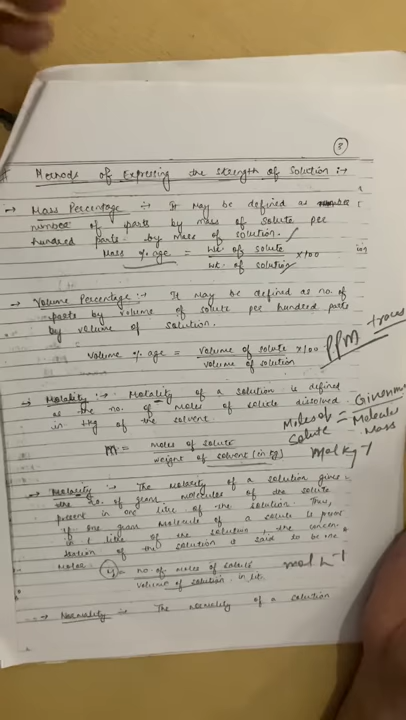 8
Methods of Expressing the Strength of Solution :→
→ Mass Percentage :→ It may be defined as
number of parts by mass of solute per
hundred parts by mass of solution.
Mass % age = wt. of solute / wt. of solution x100
→ Volume Percentage :→ It may be defined as no. of
parts by volume of solute per hundred parts
by volume of solution.
Volume % age = volume of solute / volume of solution x100
PPM traces
→ Molality :→ Molality of a solution is defined
as the no. of moles of solute dissolved
in 1kg of the solvent.
Moles of Solute = Given Molecular Mass
m = moles of solute / weight of solvent (in kg)
mol kg-1
→ Molarity :→ The molarity of a solution gives
the no. of gram molecules of the solute
present in one litre of the solution. Thus,
if one gram molecule of a solute is present
in 1 litre of the solution, the concen
tration of the solution is said to be one
molar.
M = no. of moles of solute / volume of solution in lit.
mol L-1
→ Normality :→ The normality of a solution